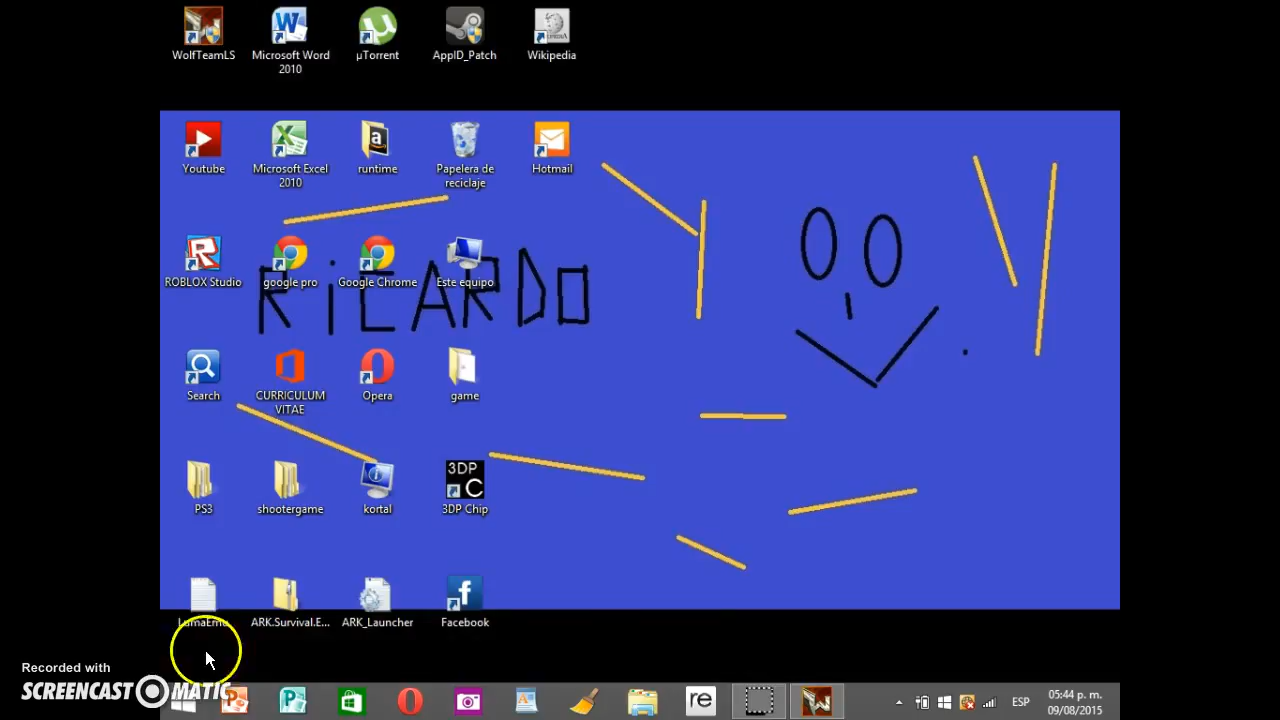 WolfTeamLS
Microsoft Word
2010
µTorrent
AppID_Patch
Wikipedia
Youtube
Microsoft Excel
2010
runtime
Papelera de
reciclaje
Hotmail
ROBLOX Studio
google pro
Google Chrome
Este equipo
RiCARDO
Search
CURRICULUM
VITAE
Opera
game
PS3
shootergame
kortal
3DP
C
3DP Chip
LumaEmu
ARK.Survival.E...
ARK_Launcher
Facebook
Recorded with
SCREENCAST MATIC
re
ESP
05:44 p. m.
09/08/2015